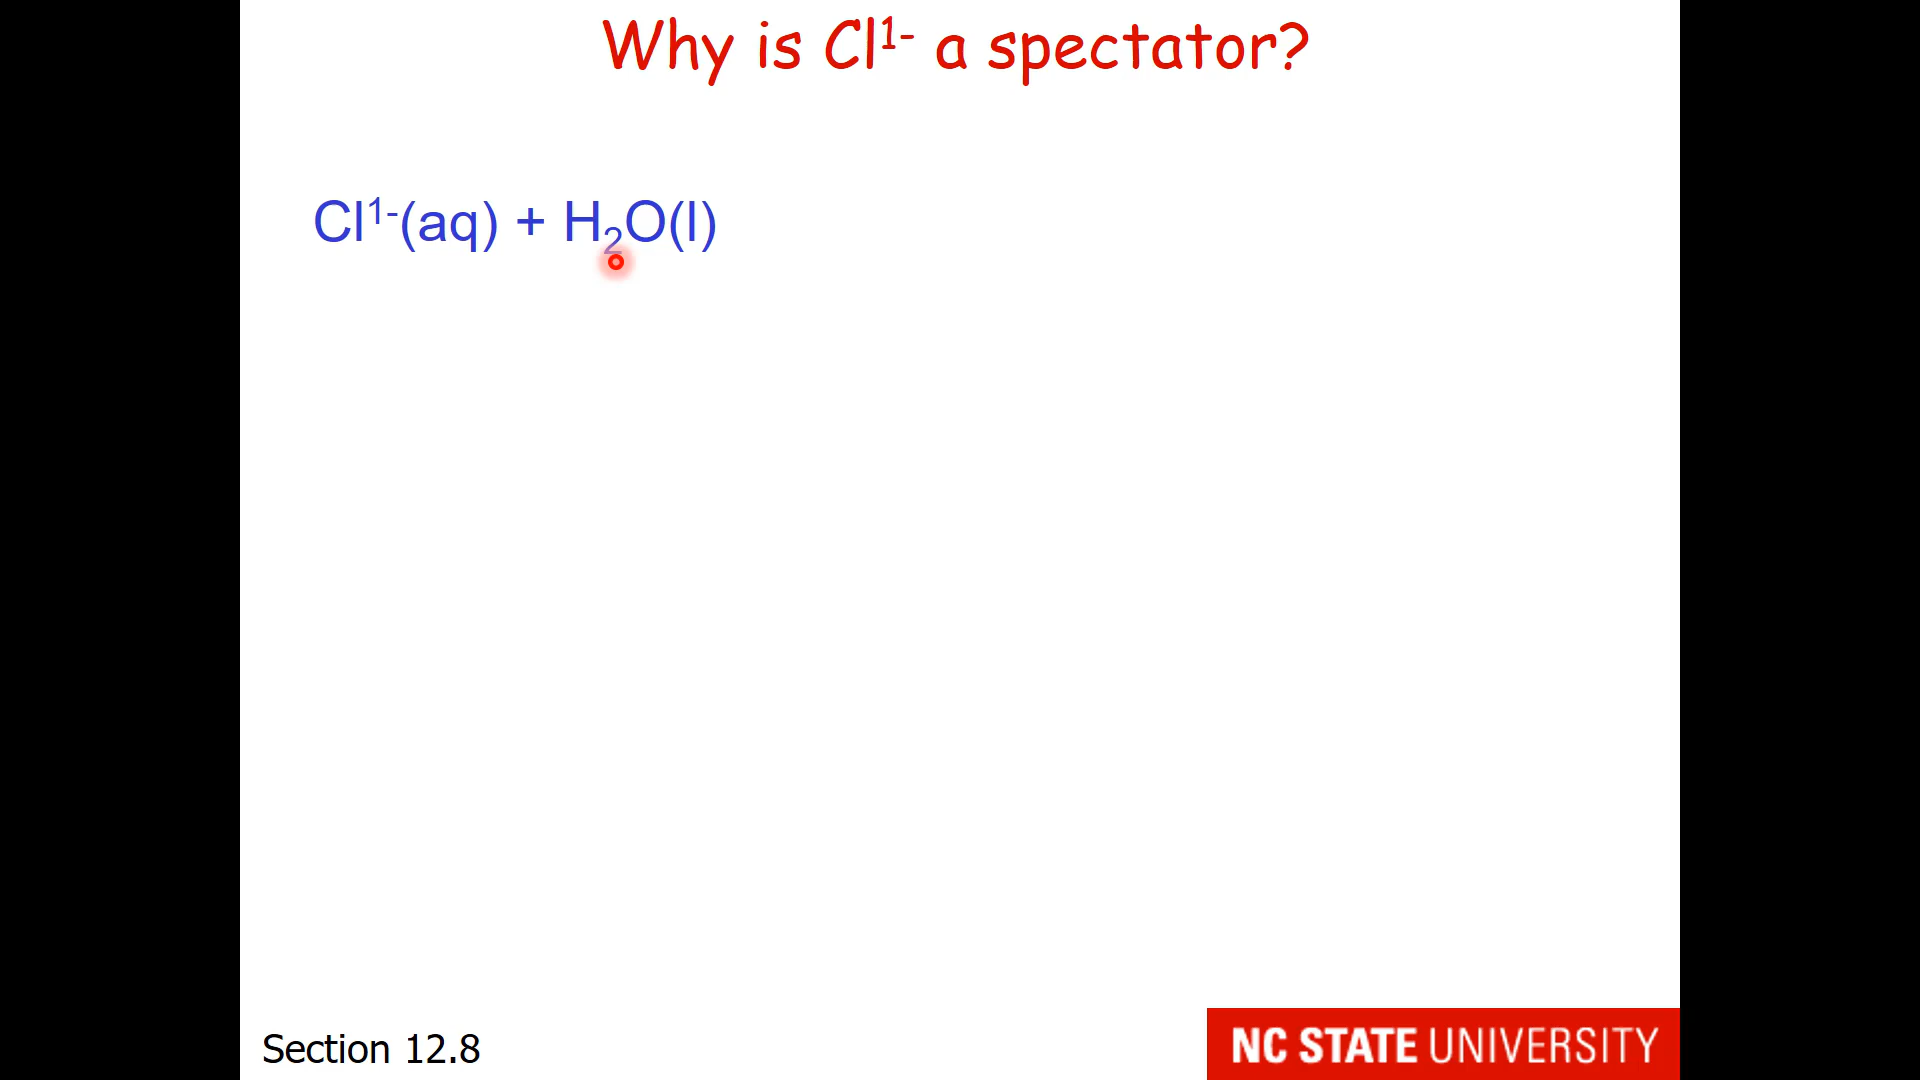 Why is Cl¹⁻ a spectator?
Cl¹⁻(aq) + H₂O(l)
Section 12.8
NC STATE UNIVERSITY